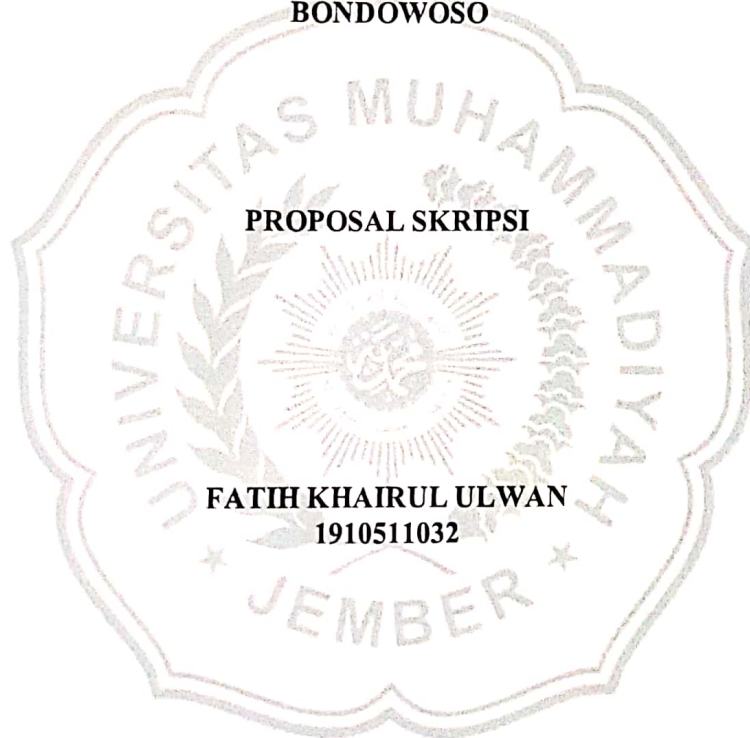 BONDOWOSO
UNIVERSITAS MUHAMMADIYAH
PROPOSAL SKRIPSI
FATIH KHAIRUL ULWAN
1910511032
JEMBER